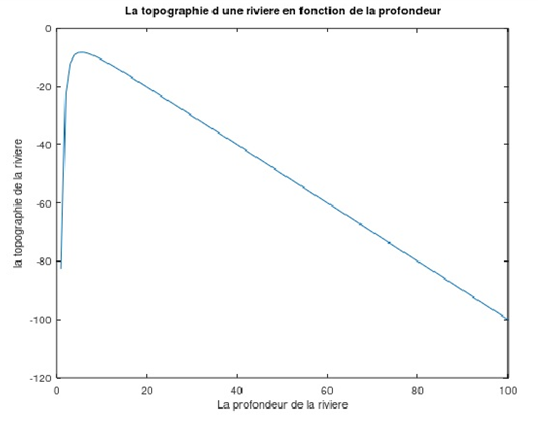 La topographie d une riviere en fonction de la profondeur
0
-20
-40
-60
-80
-100
-120
la topographie de la riviere
0 20 40 60 80 100
La profondeur de la riviere